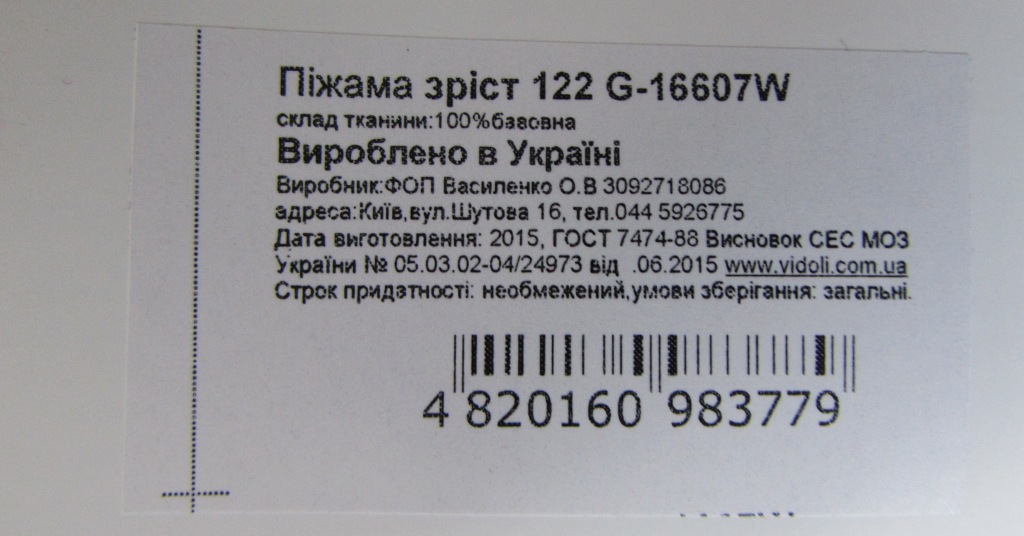 Піжама зріст 122 G-16607W
склад тканини:100%бавовна
Вироблено в Україні
Виробник:ФОП Василенко О.В 3092718086
адреса:Київ,вул.Шутова 16, тел.044 5926775
Дата виготовлення: 2015, ГОСТ 7474-88 Висновок СЕС МОЗ
України № 05.03.02-04/24973 від .06.2015 www.vidoli.com.ua
Строк придатності: необмежений,умови зберігання: загальні.
4 820160 983779